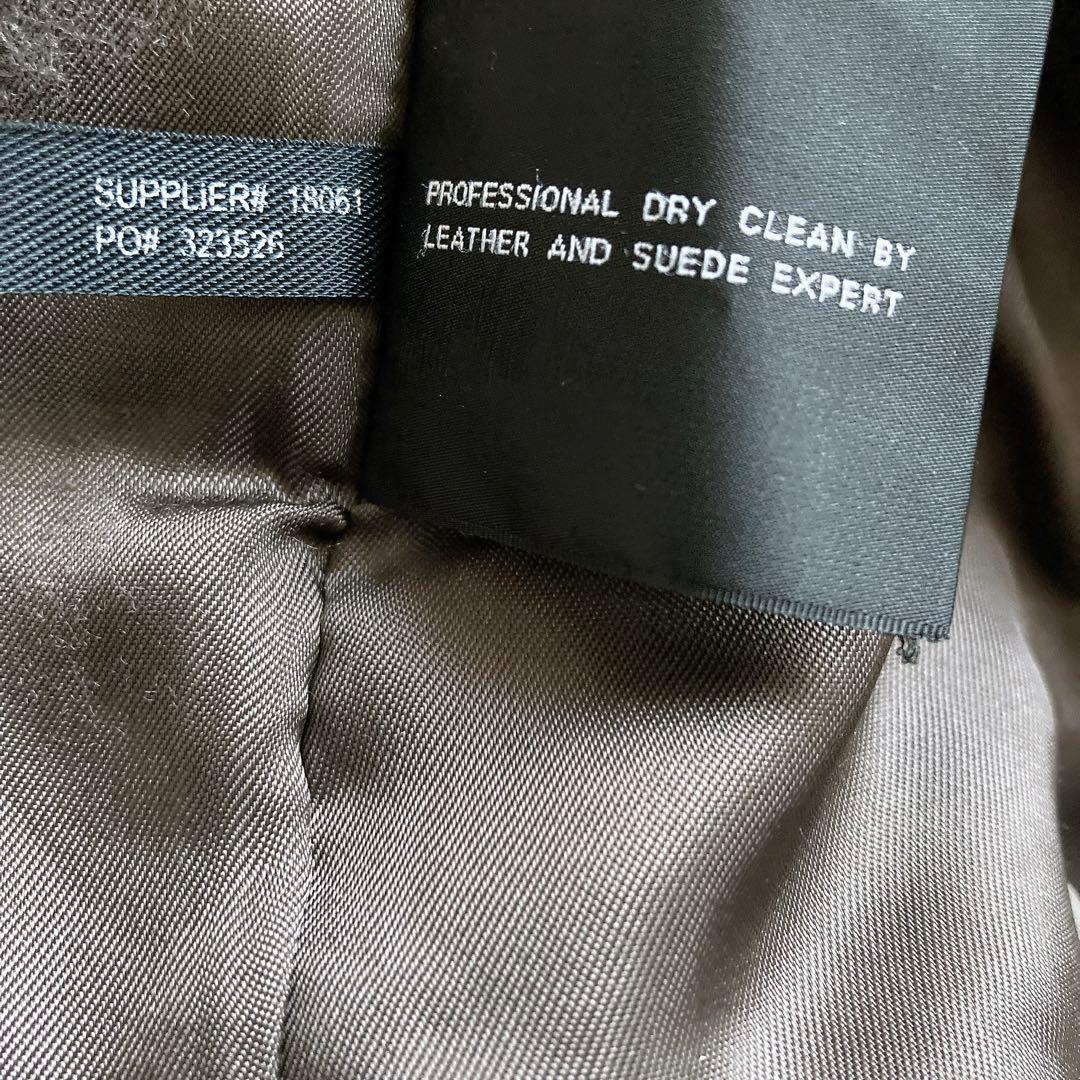 SUPPLIER# 18061
PO# 323526
PROFESSIONAL DRY CLEAN BY
LEATHER AND SUEDE EXPERT